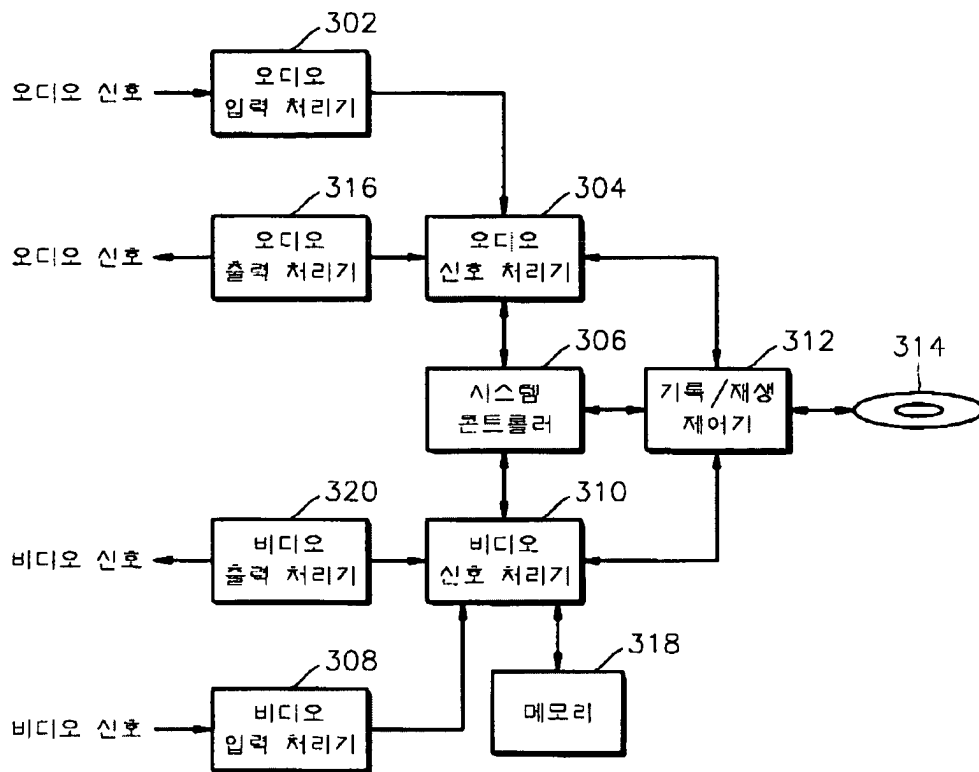 302
오디오 신호
오디오
입력 처리기
316
304
오디오 신호
오디오
출력 처리기
오디오
신호 처리기
306
312
314
시스템
콘트롤러
기록/재생
제어기
320
310
비디오 신호
비디오
출력 처리기
비디오
신호 처리기
308
318
비디오 신호
비디오
입력 처리기
메모리